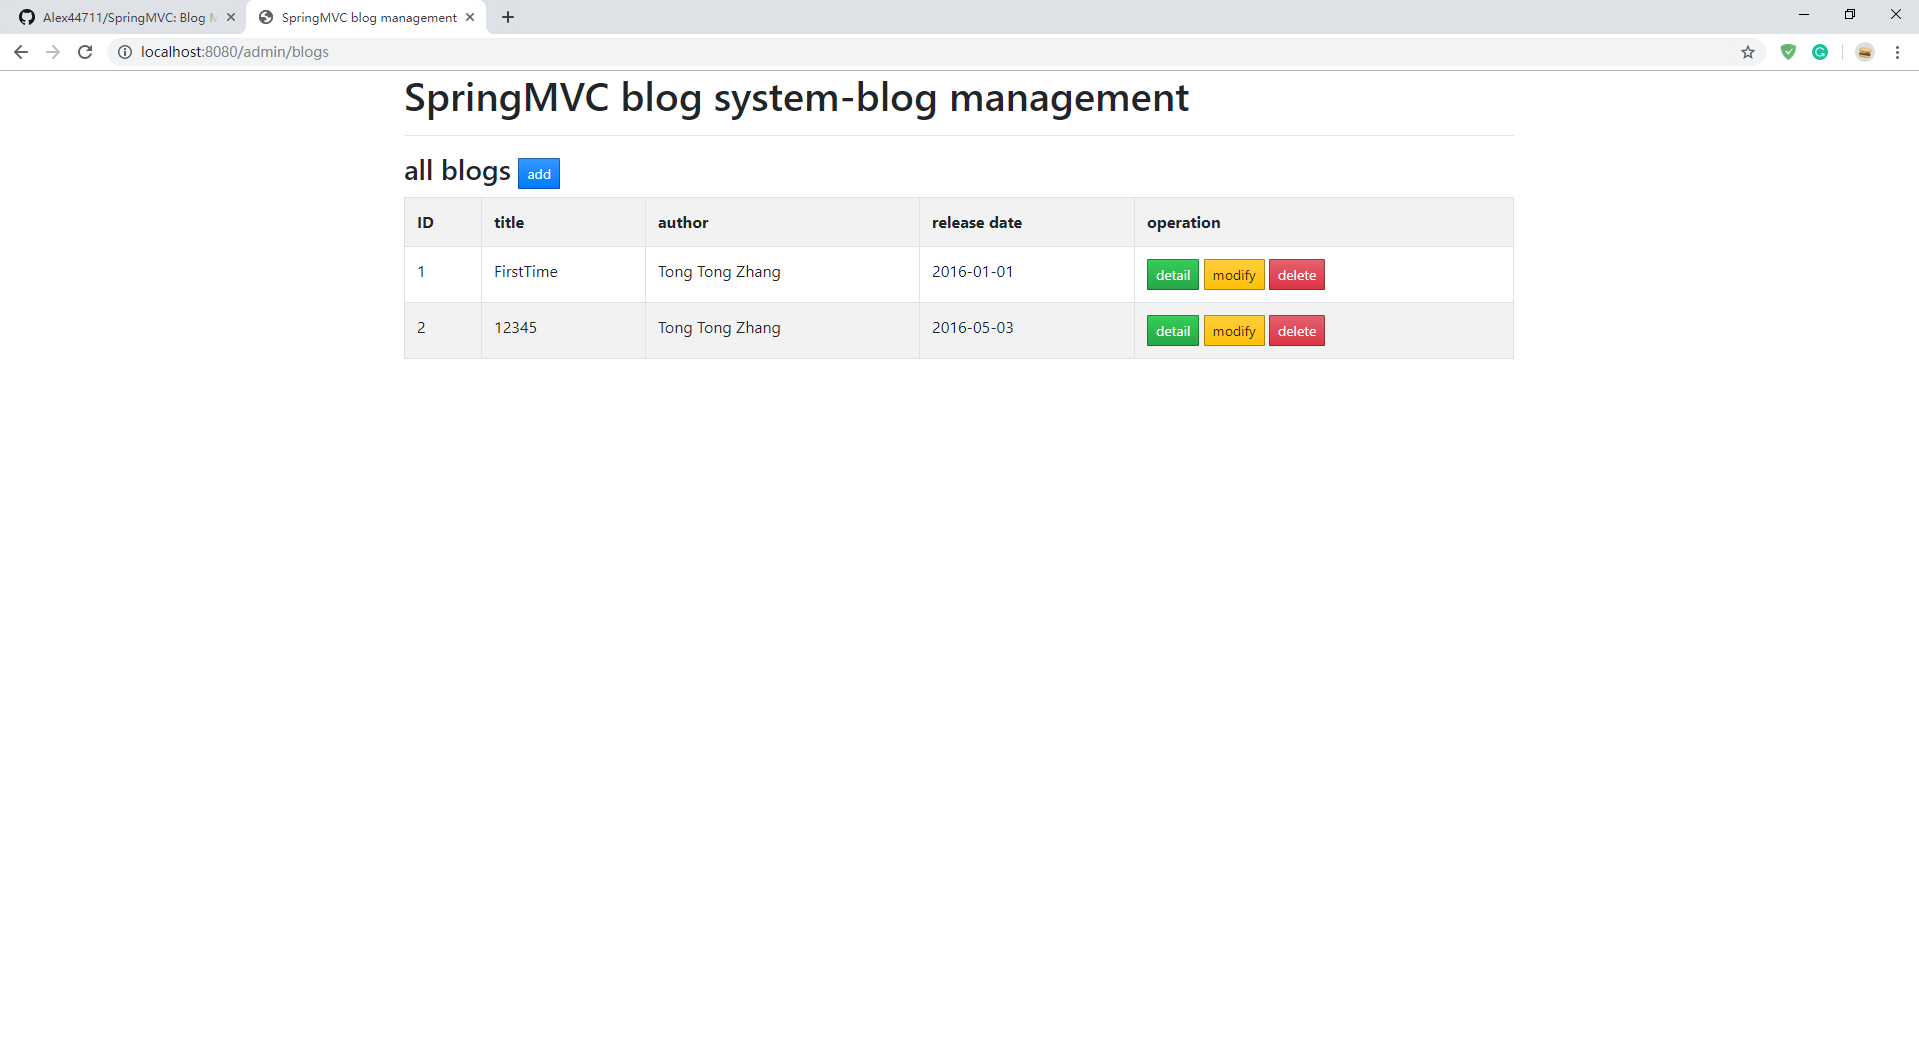 Alex44711/SpringMVC: Blog M
SpringMVC blog management
localhost:8080/admin/blogs
SpringMVC blog system-blog management
all blogs add
ID title author release date operation
1 FirstTime Tong Tong Zhang 2016-01-01 detail modify delete
2 12345 Tong Tong Zhang 2016-05-03 detail modify delete